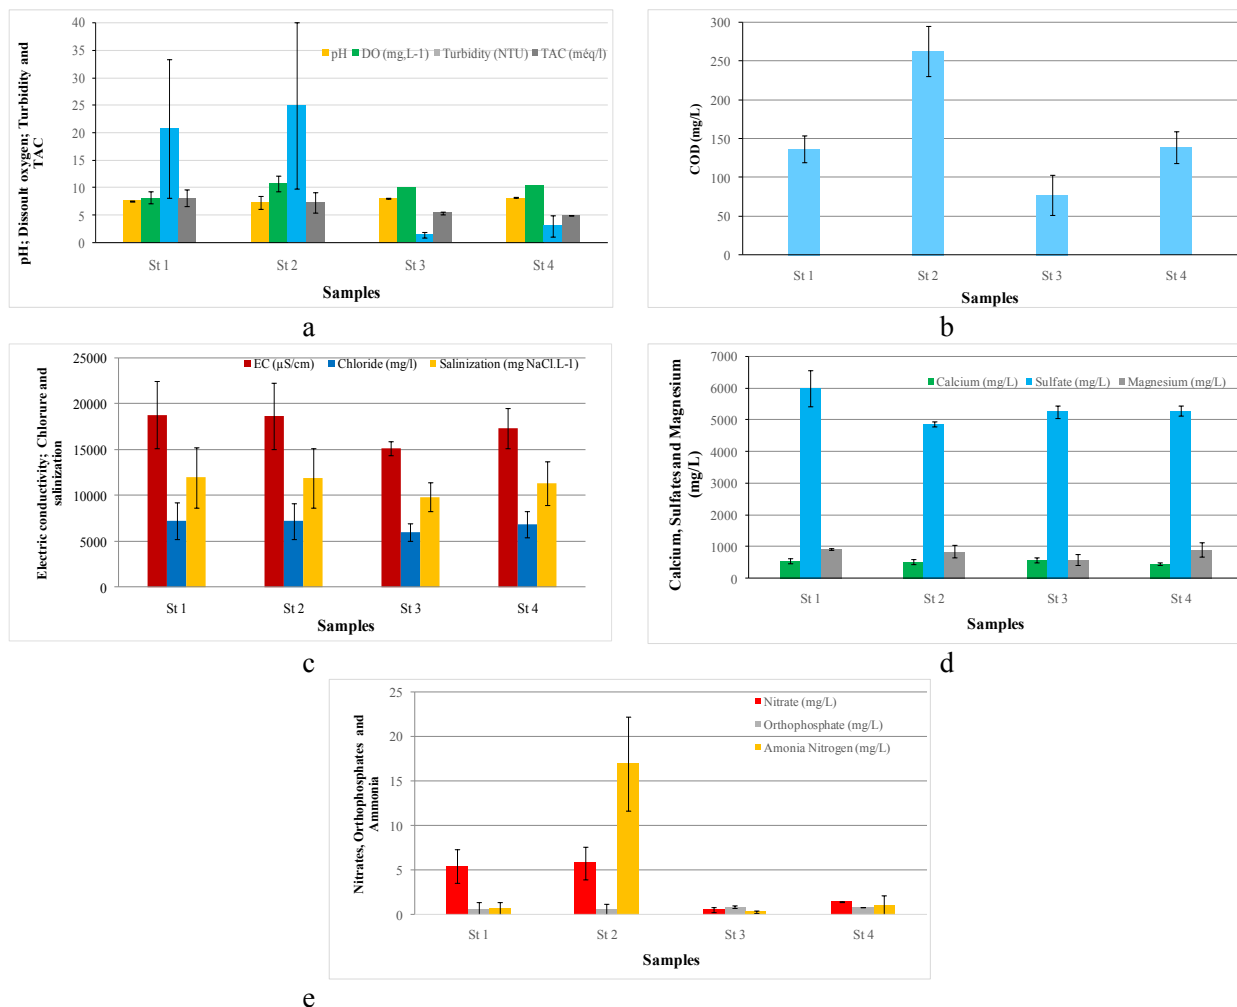 40
35
30
25
20
15
10
5
0
pH; Dissoult oxygen; Turbidity and
TAC
pH DO (mg,L-1) Turbidity (NTU) TAC (méq/l)
St 1 St 2 St 3 St 4
Samples
a
300
250
200
150
100
50
0
COD (mg/L)
St 1 St 2 St 3 St 4
Samples
b
25000
20000
15000
10000
5000
0
Electric conductivity; Chlorure and
salinization
EC (µS/cm) Chloride (mg/l) Salinization (mg NaCl.L-1)
St 1 St 2 St 3 St 4
Samples
c
7000
6000
5000
4000
3000
2000
1000
0
Calcium, Sulfates and Magnesium
(mg/L)
Calcium (mg/L) Sulfate (mg/L) Magnesium (mg/L)
St 1 St 2 St 3 St 4
Samples
d
25
20
15
10
5
0
Nitrates, Orthophosphates and
Ammonia
Nitrate (mg/L)
Orthophosphate (mg/L)
Amonia Nitrogen (mg/L)
St 1 St 2 St 3 St 4
Samples
e